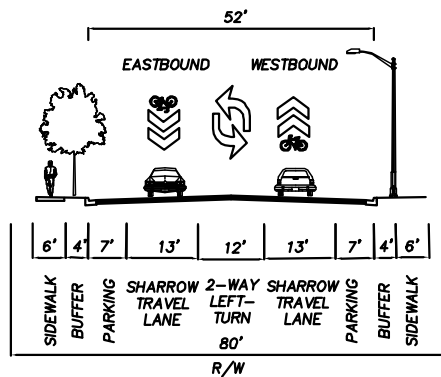 52'
EASTBOUND WESTBOUND
6' 4' 7' 13' 12' 13' 7' 4' 6'
SIDEWALK BUFFER PARKING SHARROW TRAVEL LANE 2-WAY LEFT-TURN SHARROW TRAVEL LANE PARKING BUFFER SIDEWALK
80'
R/W